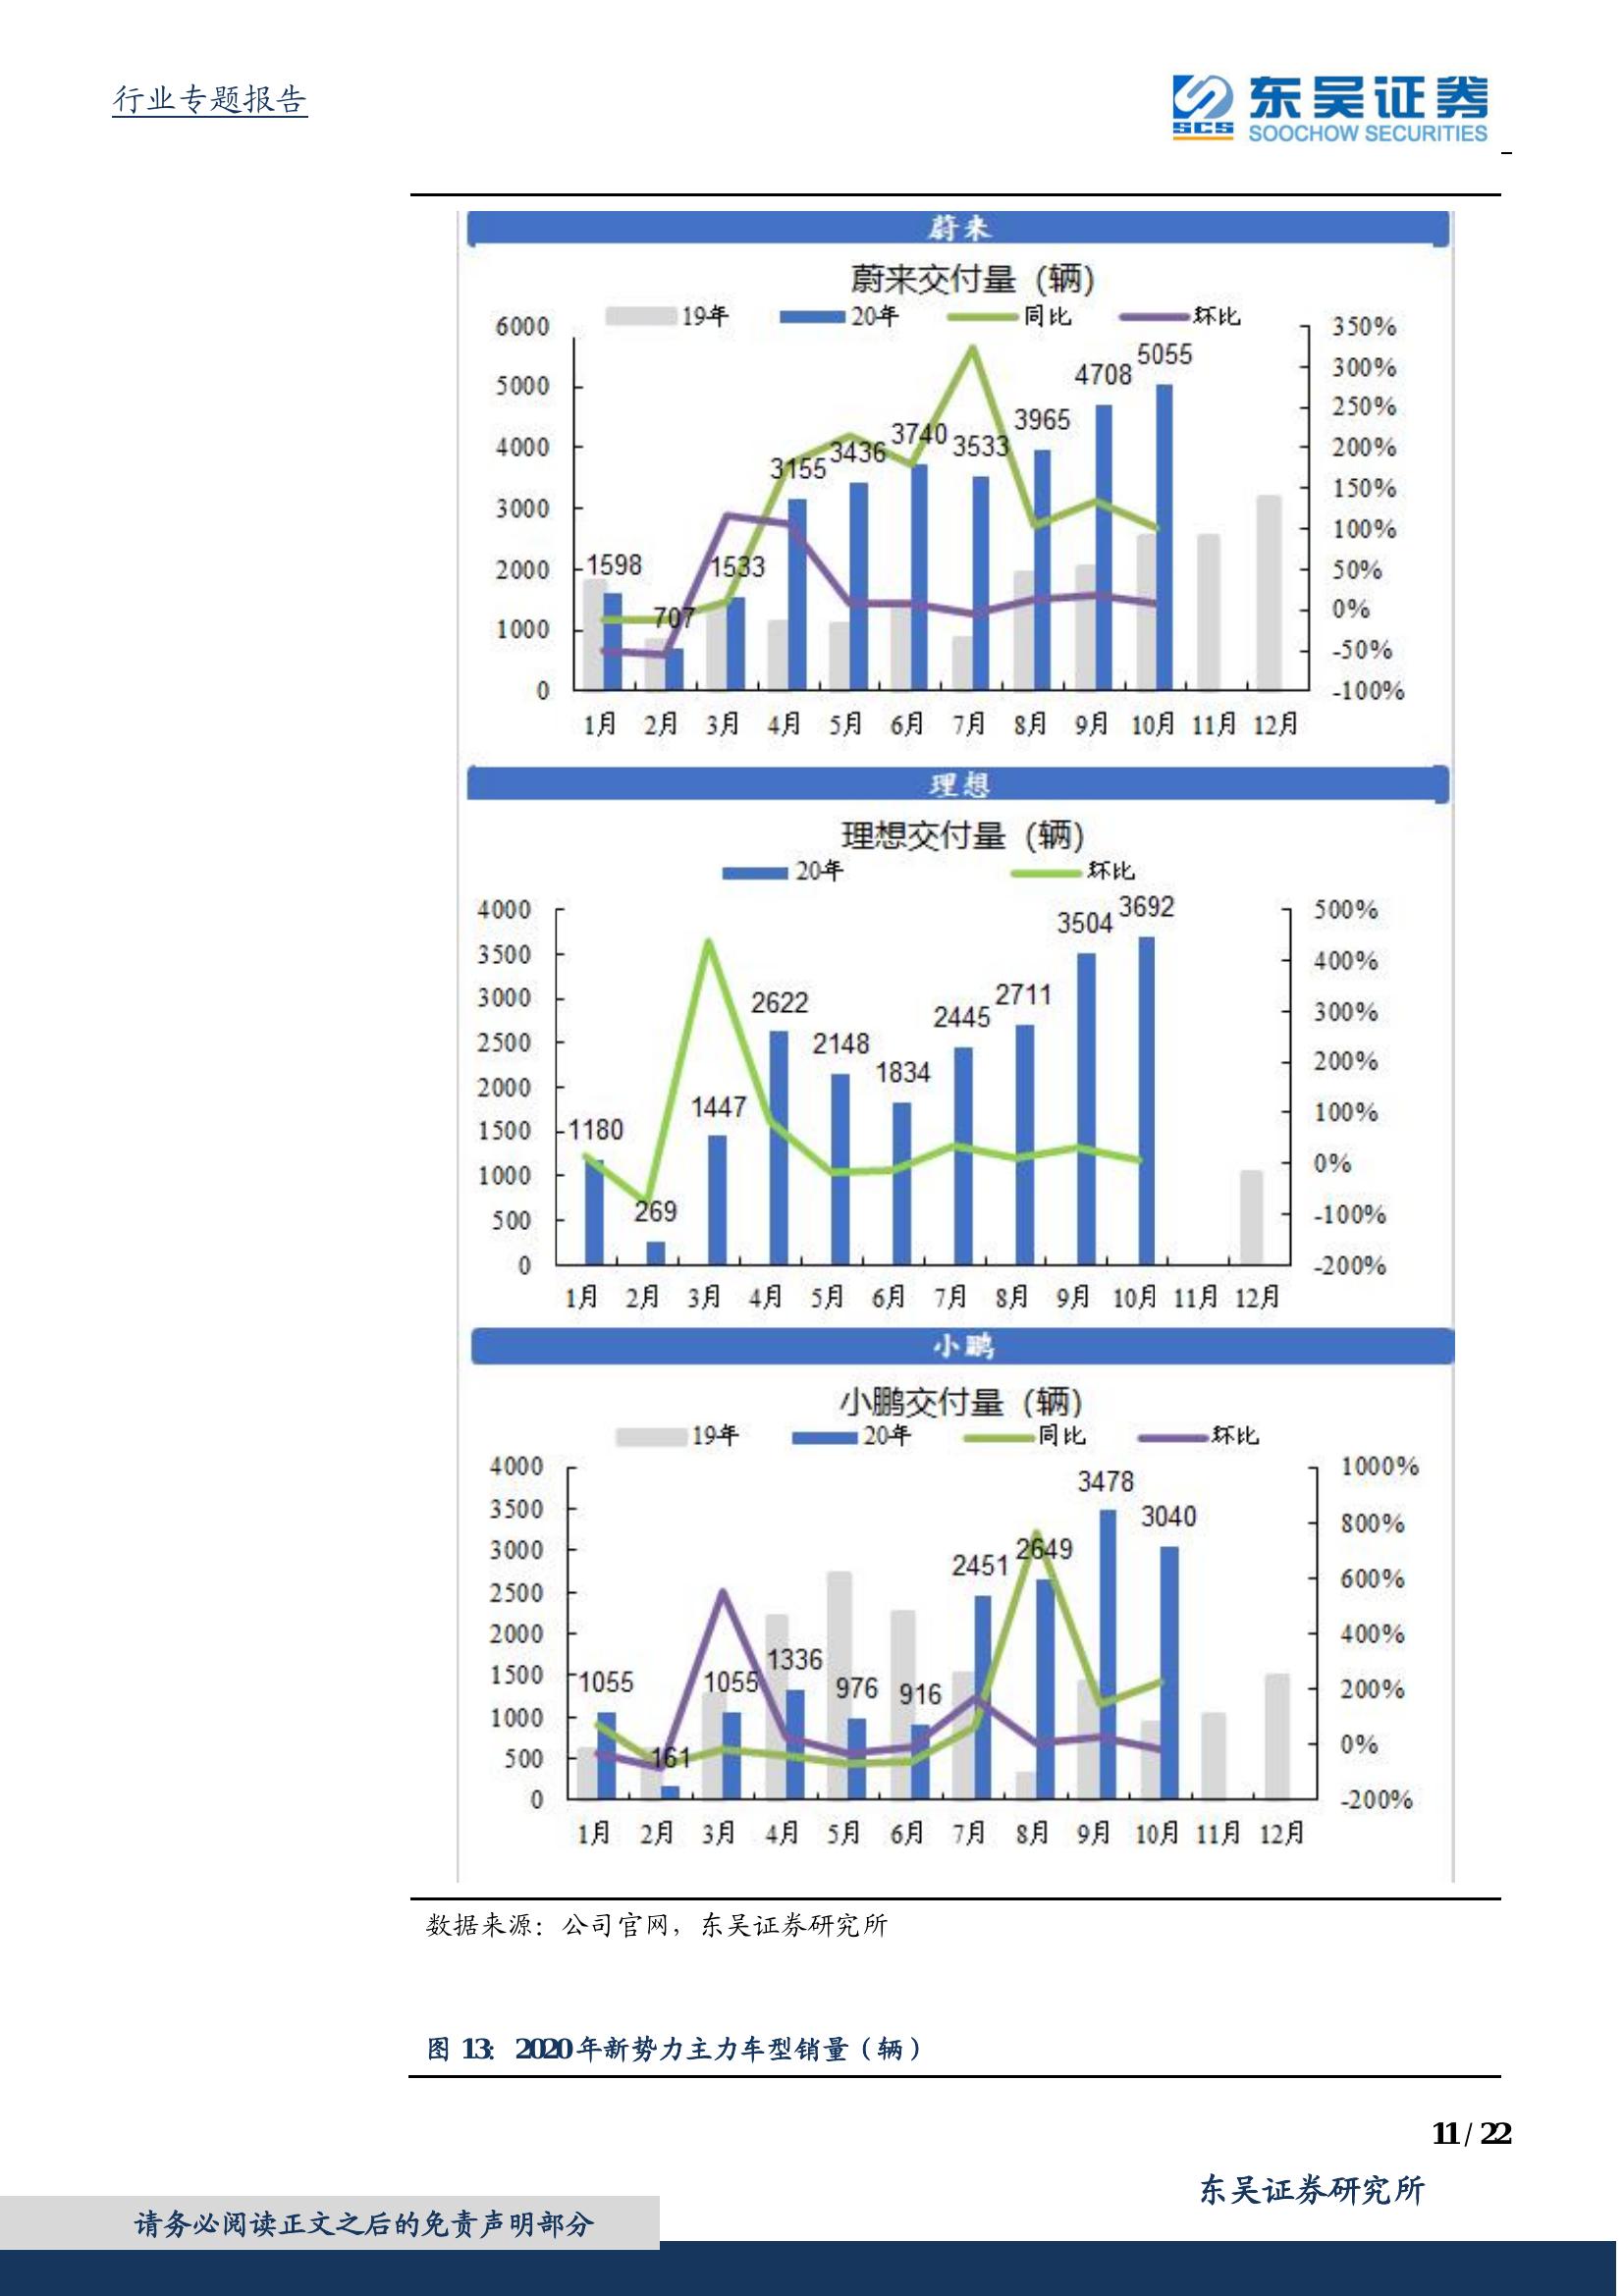 行业专题报告
东吴证券
SCS SOOCHOW SECURITIES
蔚来
蔚来交付量（辆）
19年 20年 同比 环比
6000 5000 4000 3000 2000 1000 0
350% 300% 250% 200% 150% 100% 50% 0% -50% -100%
1598 707 1533 3155 3436 3740 3533 3965 4708 5055
1月 2月 3月 4月 5月 6月 7月 8月 9月 10月 11月 12月
理想
理想交付量（辆）
20年 环比
4000 3500 3000 2500 2000 1500 1000 500 0
500% 400% 300% 200% 100% 0% -100% -200%
1180 269 1447 2622 2148 1834 2445 2711 3504 3692
1月 2月 3月 4月 5月 6月 7月 8月 9月 10月 11月 12月
小鹏
小鹏交付量（辆）
19年 20年 同比 环比
4000 3500 3000 2500 2000 1500 1000 500 0
1000% 800% 600% 400% 200% 0% -200%
1055 161 1055 1336 976 916 2451 2649 3478 3040
1月 2月 3月 4月 5月 6月 7月 8月 9月 10月 11月 12月
数据来源：公司官网，东吴证券研究所
图 13： 2020年新势力主力车型销量（辆）
11 / 22
东吴证券研究所
请务必阅读正文之后的免责声明部分